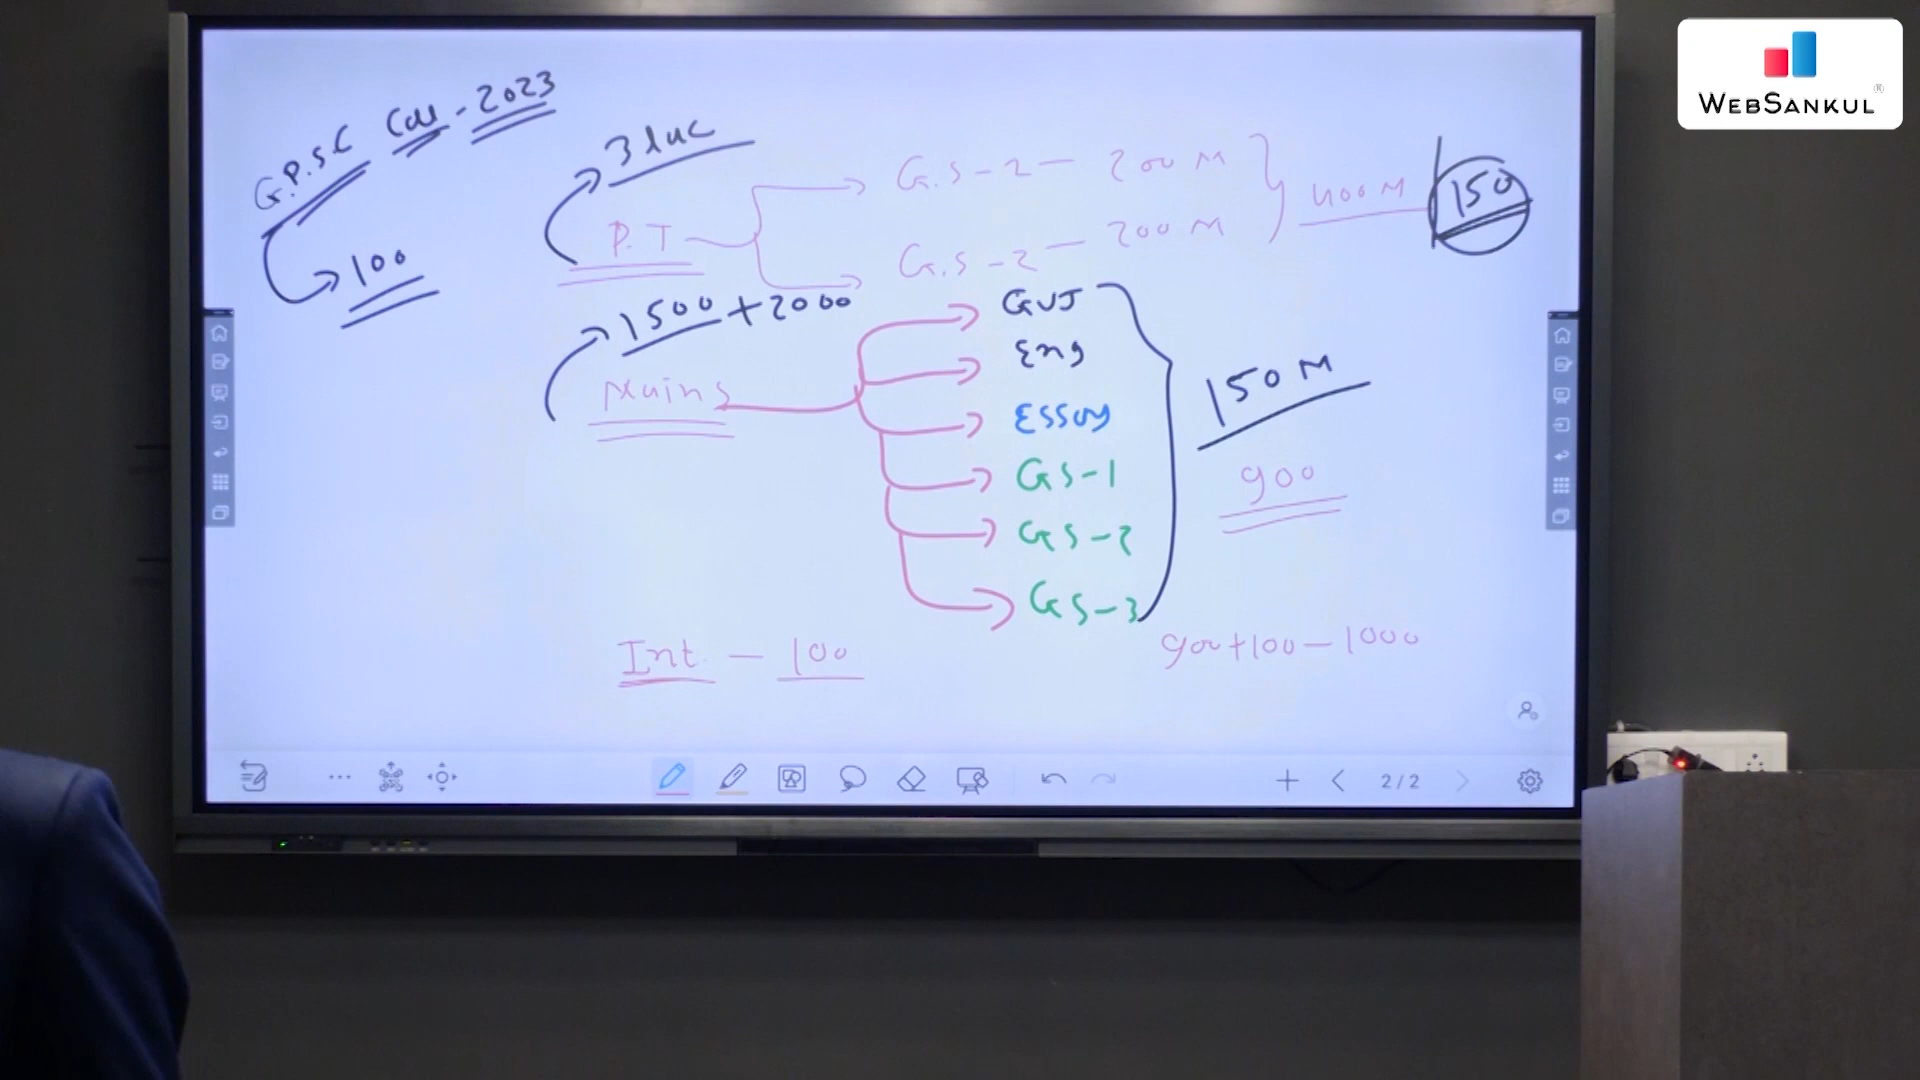 WEBSANKUL
G.P.S.C Call - 2023
100
3 lac
P.T
G.S - 2 - 200 M
G.S - 2 - 200 M
400 M
150
1500 + 2000
Mains
GUJ
Eng
Essay
GS-1
GS-2
GS-3
150 M
900
Int. - 100
900+100-1000
2/2